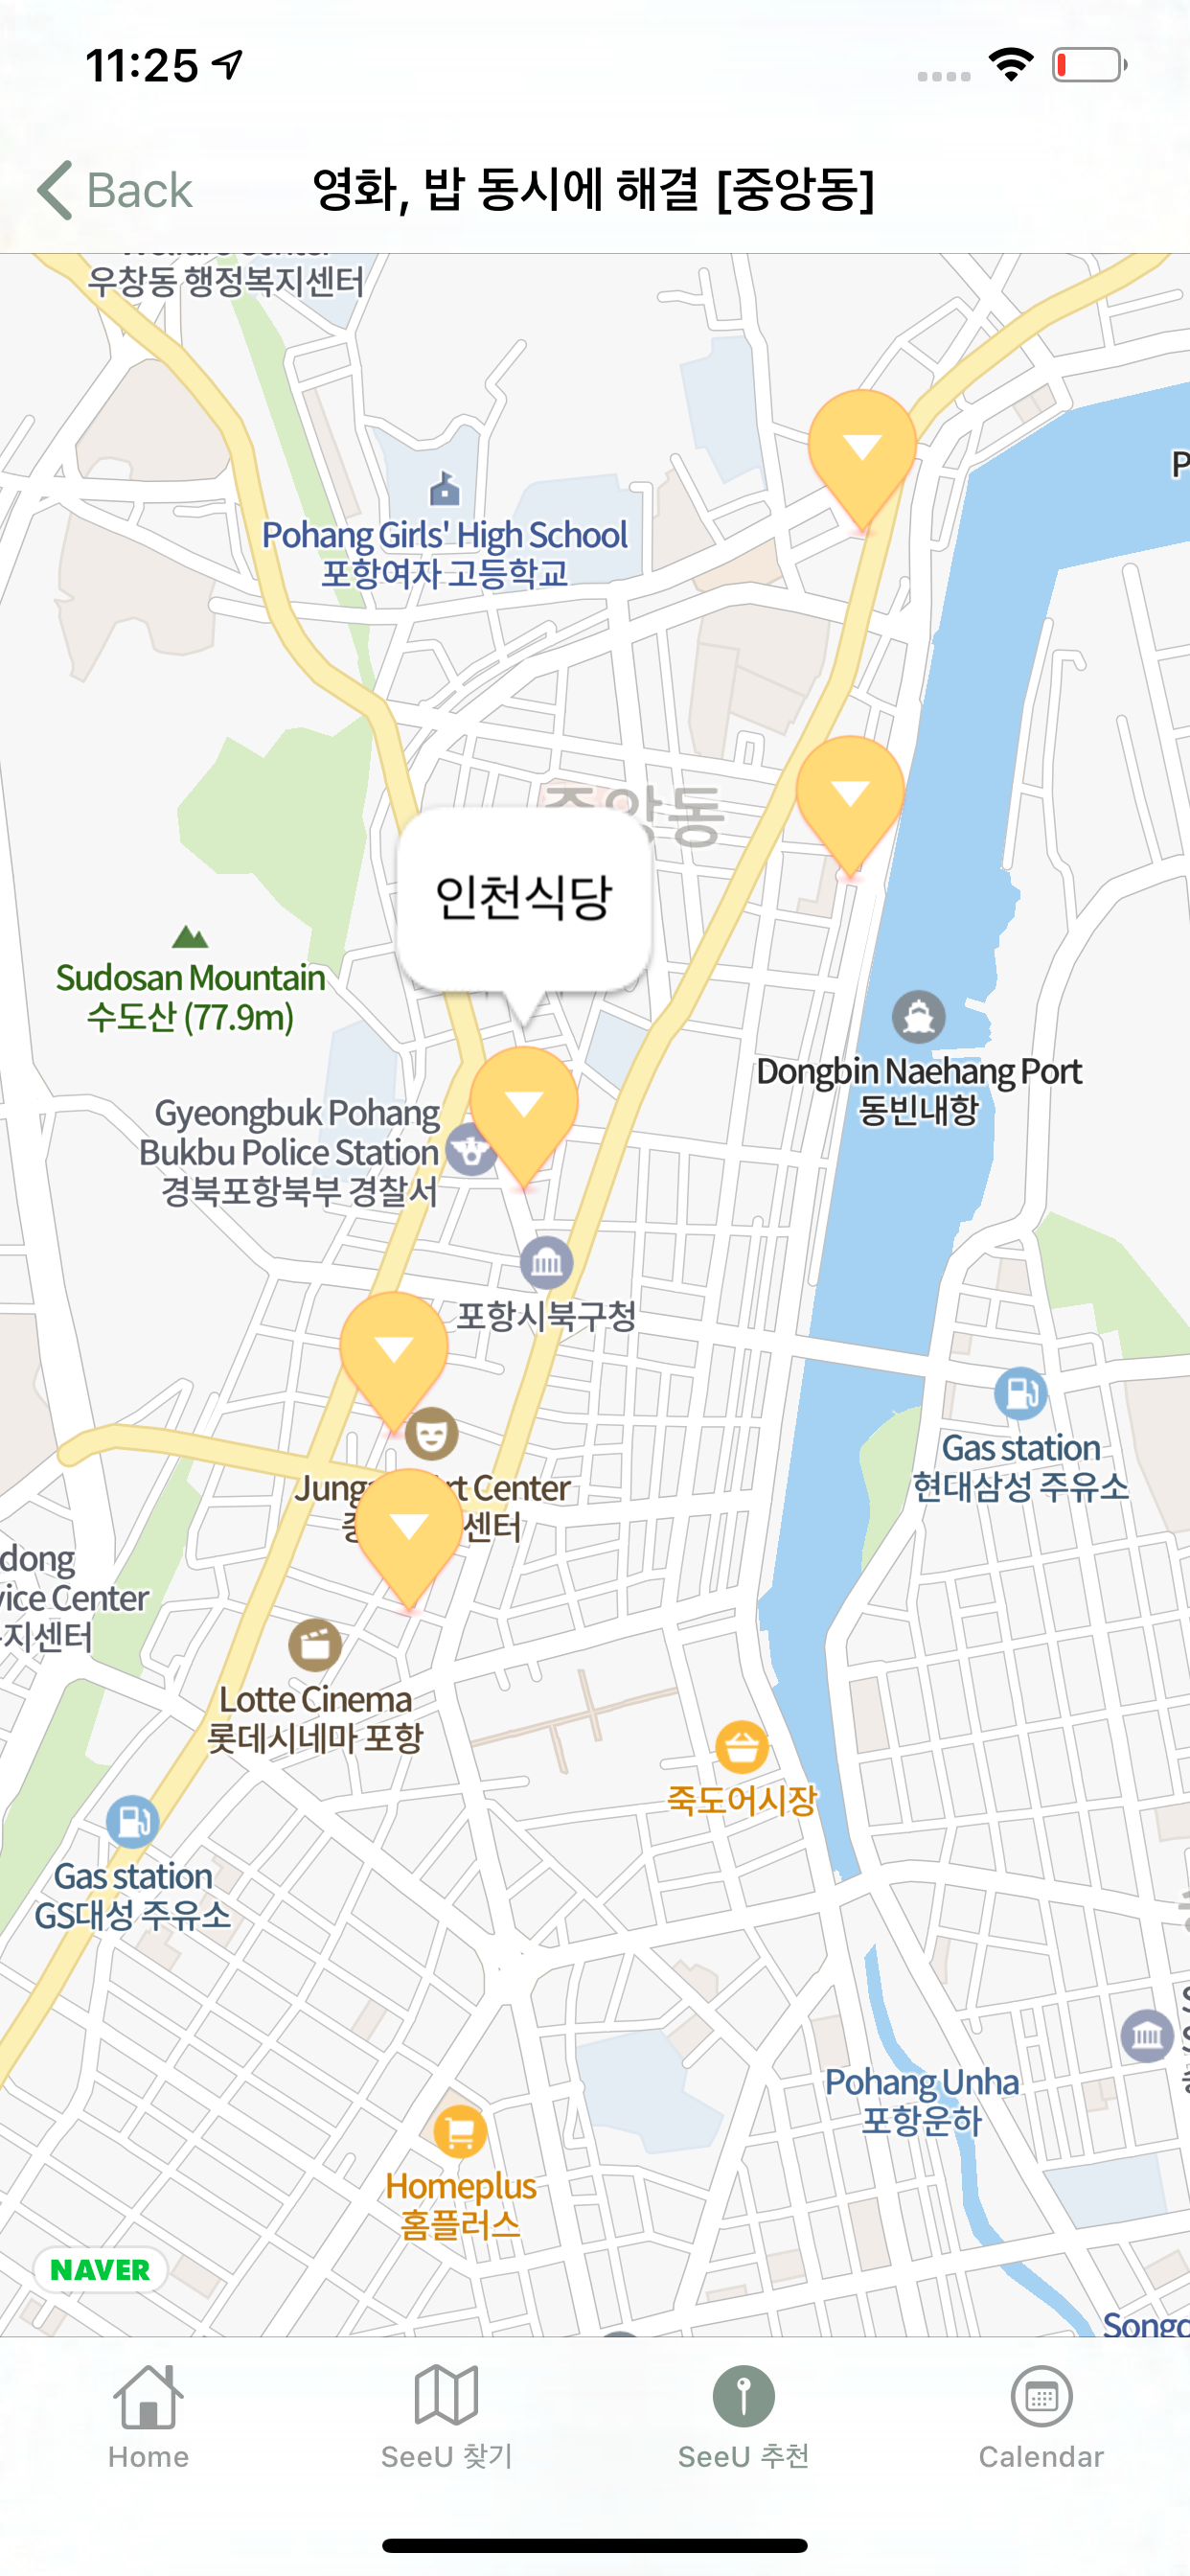 11:25
Back
영화, 밥 동시에 해결 [중앙동]
우창동 행정복지센터
Pohang Girls' High School
포항여자 고등학교
인천식당
Sudosan Mountain
수도산 (77.9m)
Dongbin Naehang Port
동빈내항
Gyeongbuk Pohang
Bukbu Police Station
경북포항북부 경찰서
포항시북구청
Gas station
현대삼성 주유소
Center
센터
dong
Center
Lotte Cinema
롯데시네마 포항
죽도어시장
Gas station
GS대성 주유소
Pohang Unha
포항운하
Homeplus
홈플러스
NAVER
Home
SeeU 찾기
SeeU 추천
Calendar